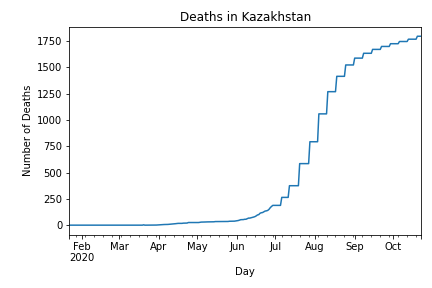 Deaths in Kazakhstan
Number of Deaths
1750
1500
1250
1000
750
500
250
0
Feb Mar Apr May Jun Jul Aug Sep Oct
2020
Day